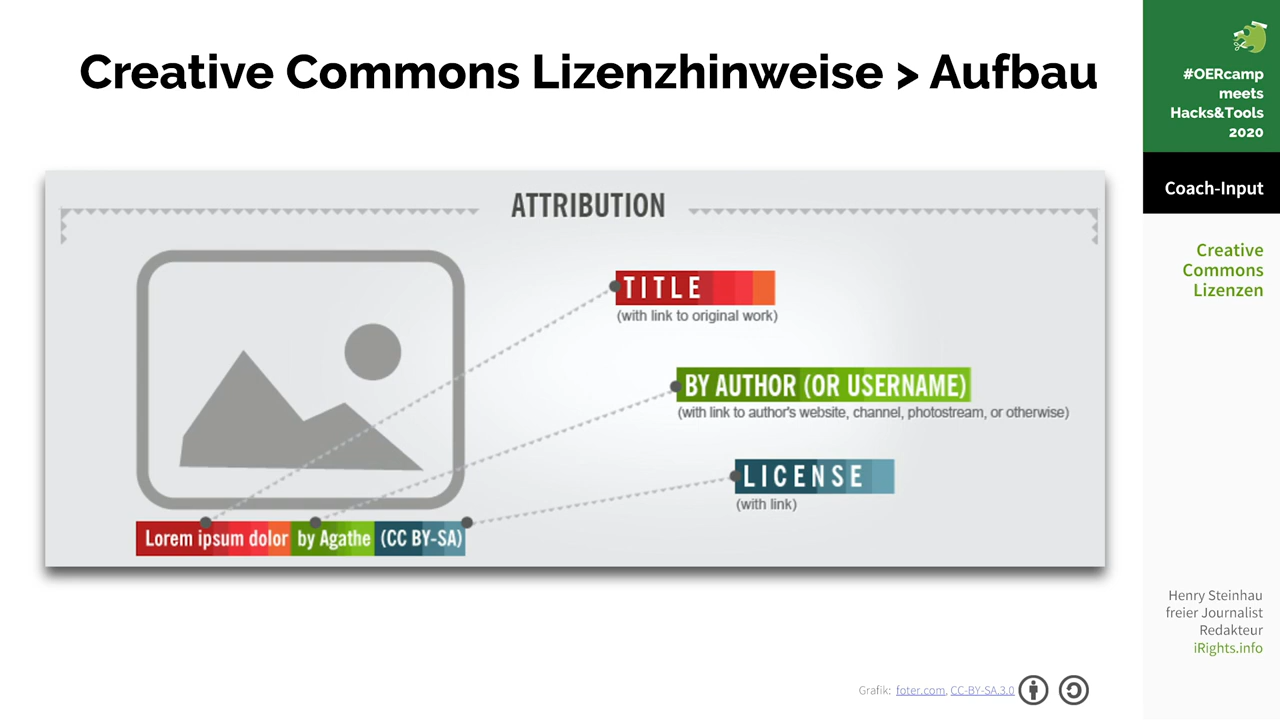 Creative Commons Lizenzhinweise > Aufbau
ATTRIBUTION
TITLE
(with link to original work)
BY AUTHOR (OR USERNAME)
(with link to author's website, channel, photostream, or otherwise)
LICENSE
(with link)
Lorem ipsum dolor by Agathe (CC BY-SA)
Grafik: foter.com, CC-BY-SA.3.0
#OERcamp
meets
Hacks&Tools
2020
Coach-Input
Creative
Commons
Lizenzen
Henry Steinhau
freier Journalist
Redakteur
iRights.info